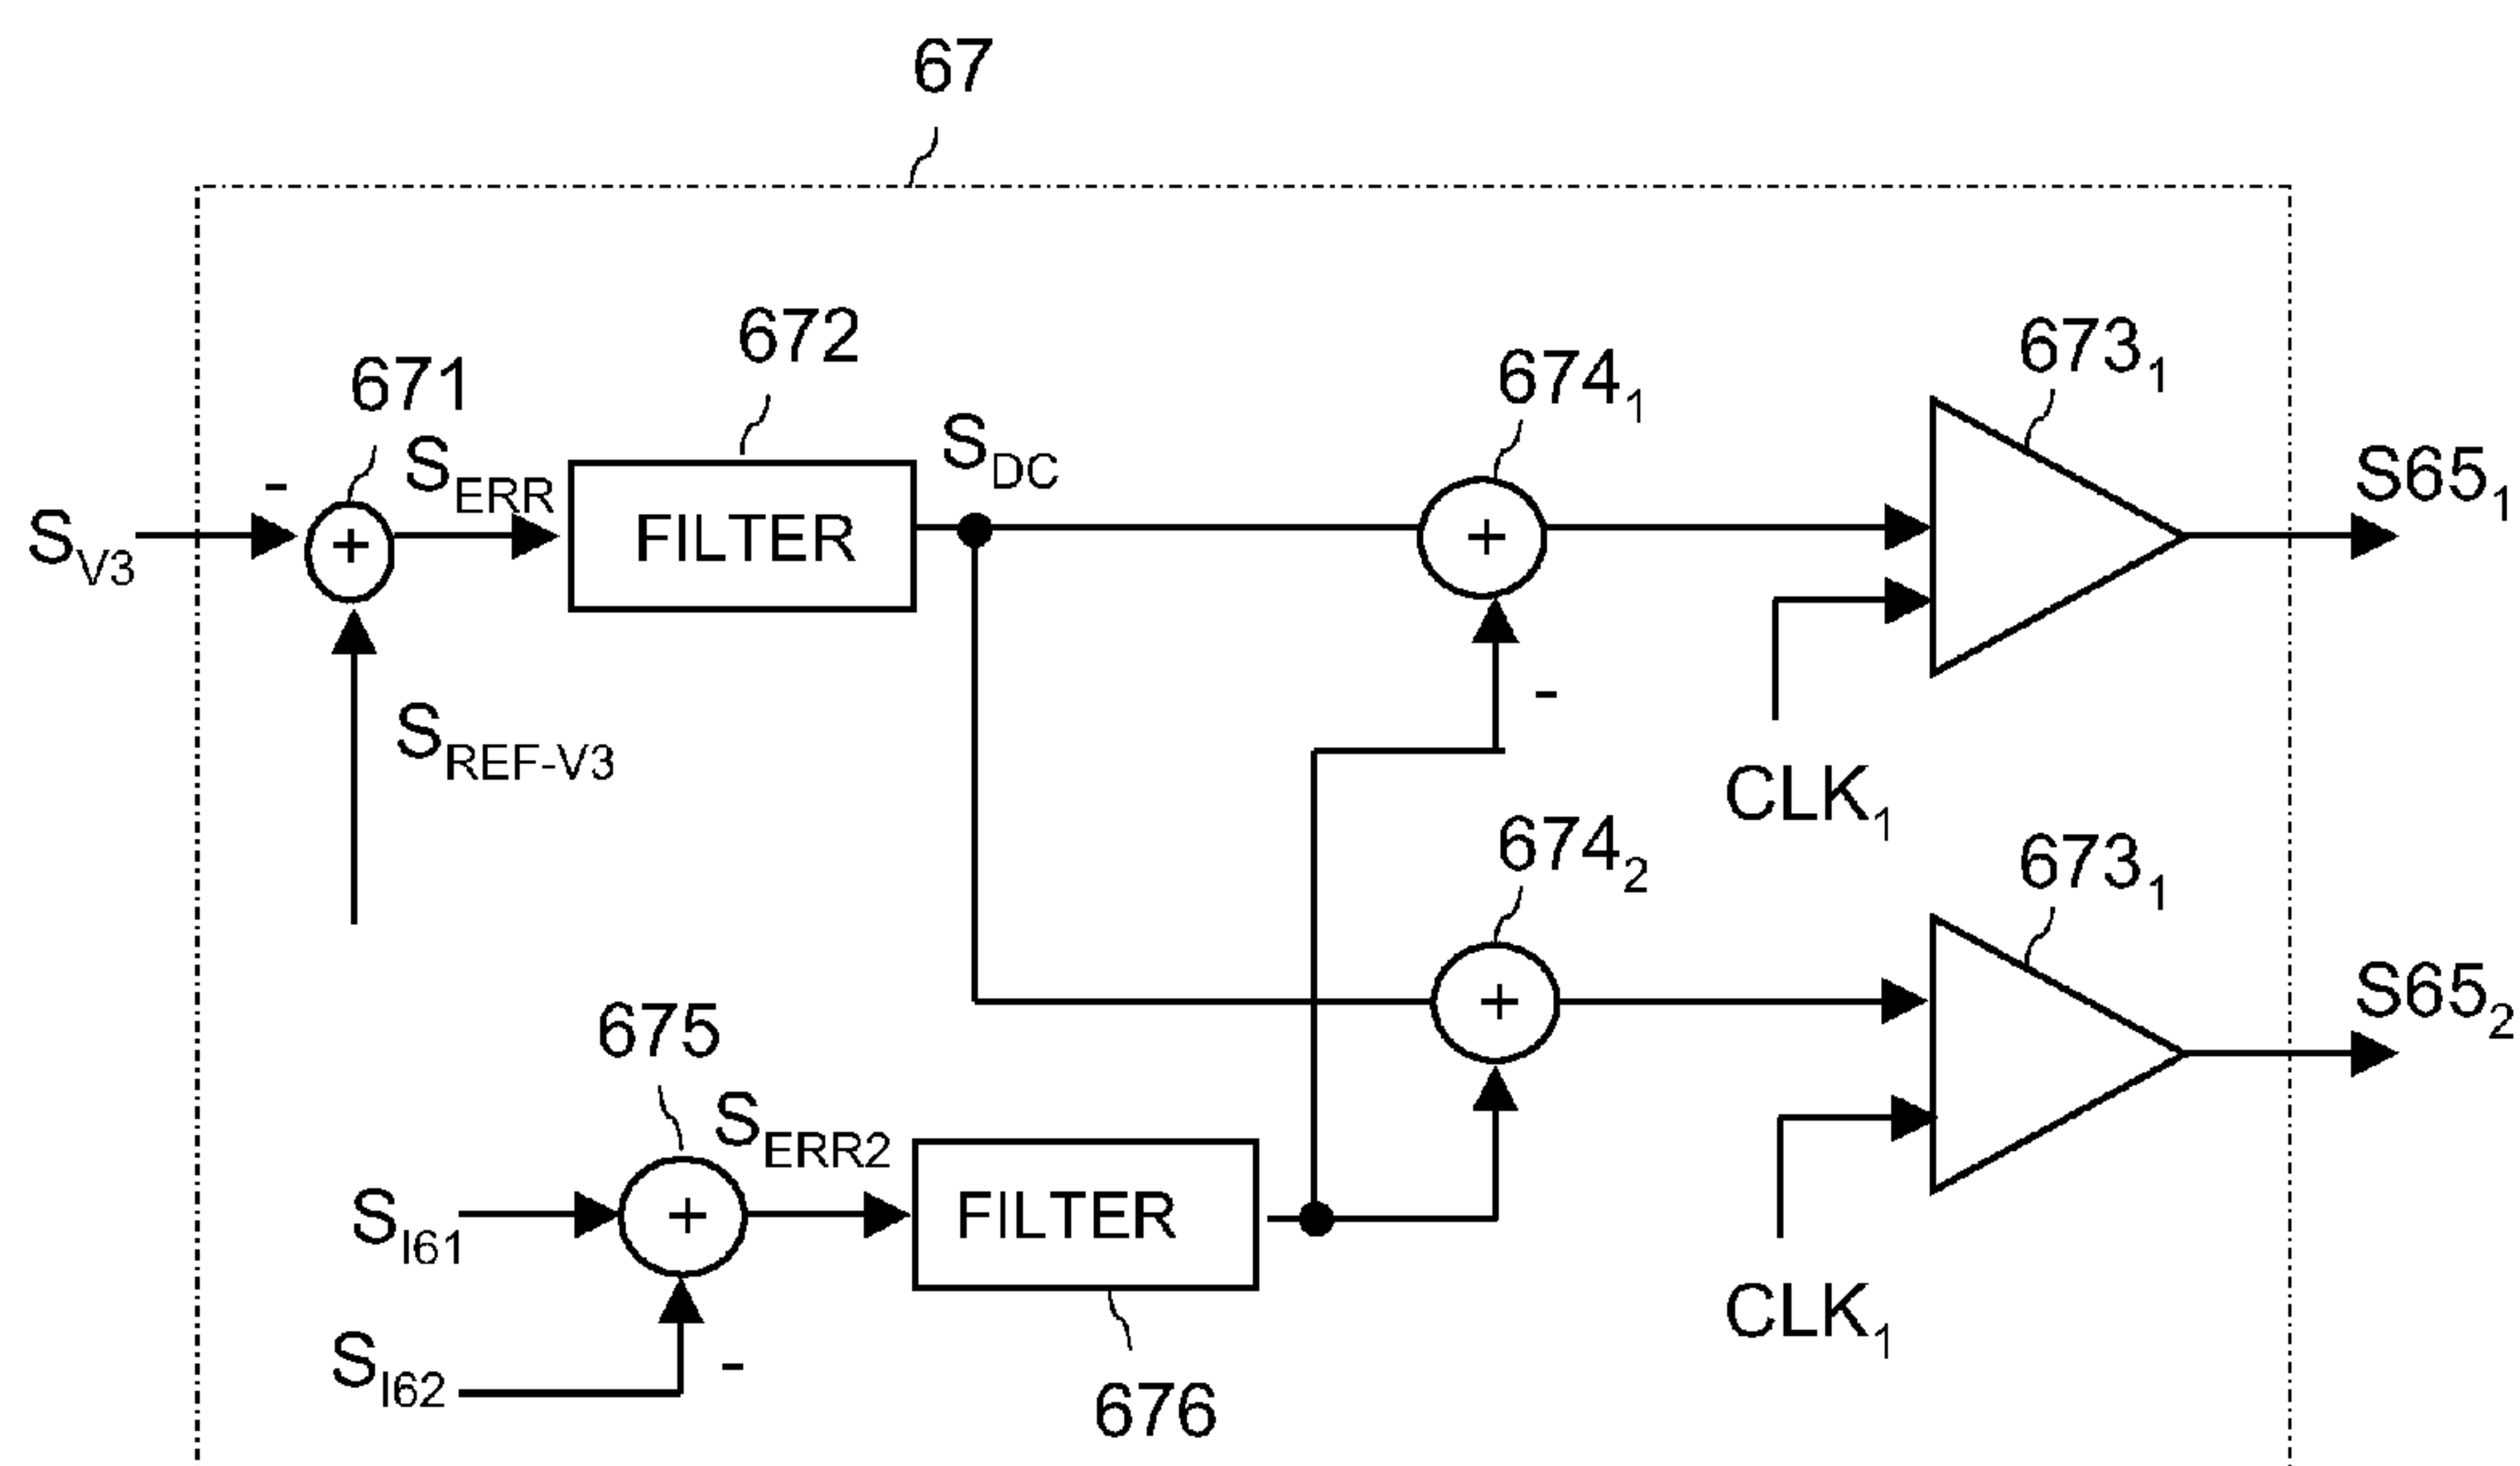 67
672
671
674₁
673₁
S_DC
S_ERR
S65₁
-
S_V3
+
FILTER
+
-
S_REF-V3
CLK₁
674₂
673₁
S65₂
+
675
S_ERR2
S_I61
+
FILTER
CLK₁
S_I62
-
676